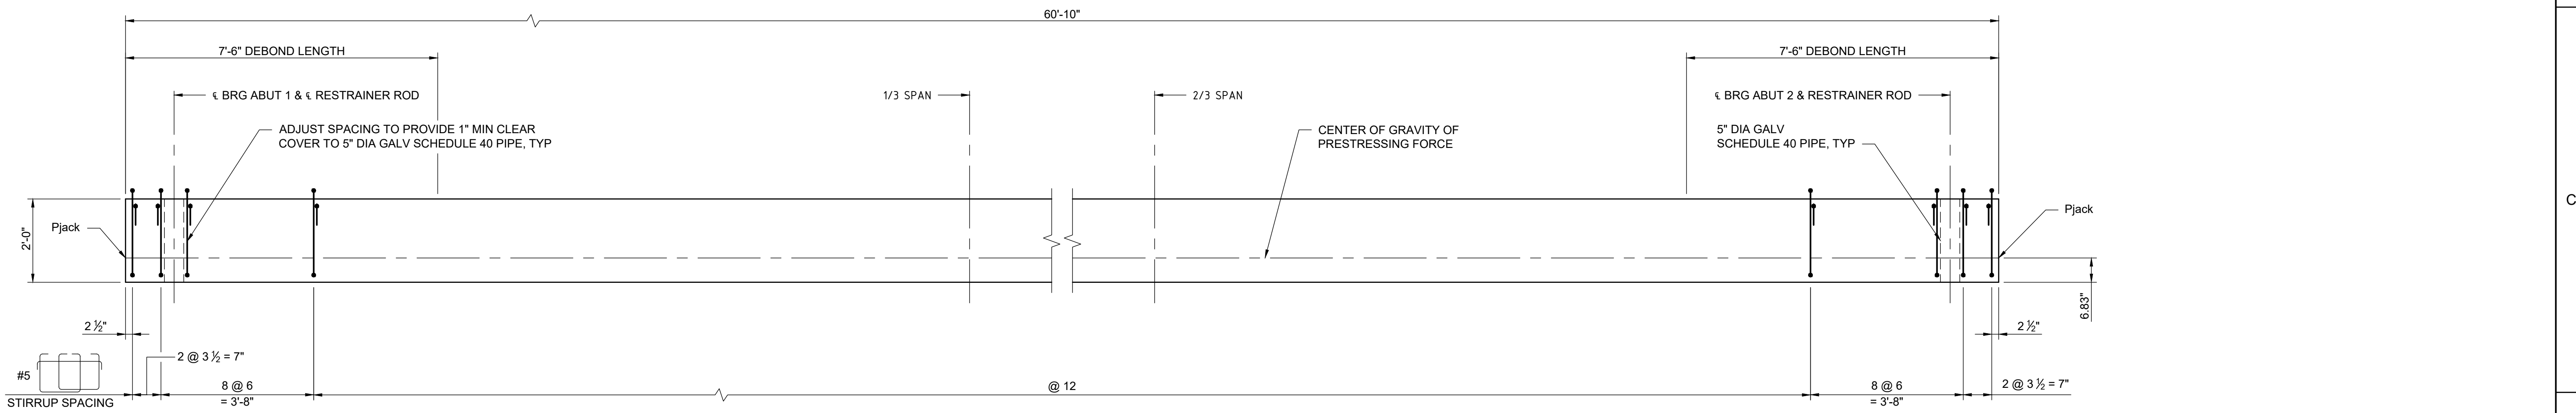 60'-10"
7'-6" DEBOND LENGTH
7'-6" DEBOND LENGTH
℄ BRG ABUT 1 & ℄ RESTRAINER ROD
1/3 SPAN
2/3 SPAN
℄ BRG ABUT 2 & RESTRAINER ROD
ADJUST SPACING TO PROVIDE 1" MIN CLEAR
COVER TO 5" DIA GALV SCHEDULE 40 PIPE, TYP
CENTER OF GRAVITY OF
PRESTRESSING FORCE
5" DIA GALV
SCHEDULE 40 PIPE, TYP
2'-0"
Pjack
Pjack
C
6.83"
2 ½"
2 ½"
2 @ 3 ½ = 7"
#5
STIRRUP SPACING
8 @ 6
= 3'-8"
@ 12
8 @ 6
= 3'-8"
2 @ 3 ½ = 7"